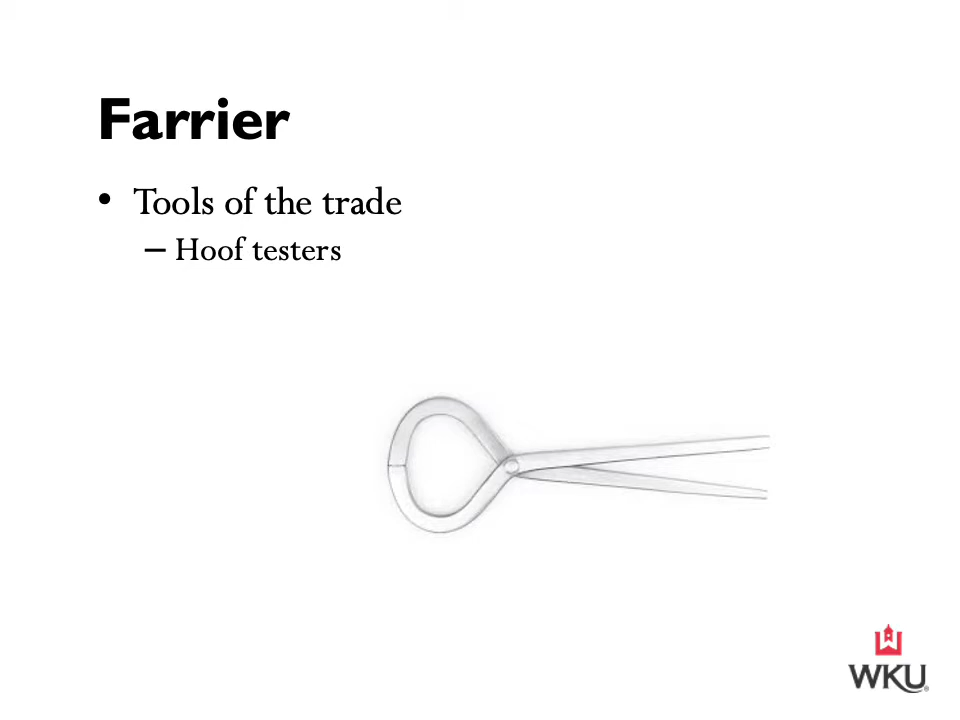 Farrier
• Tools of the trade
– Hoof testers
WKU®